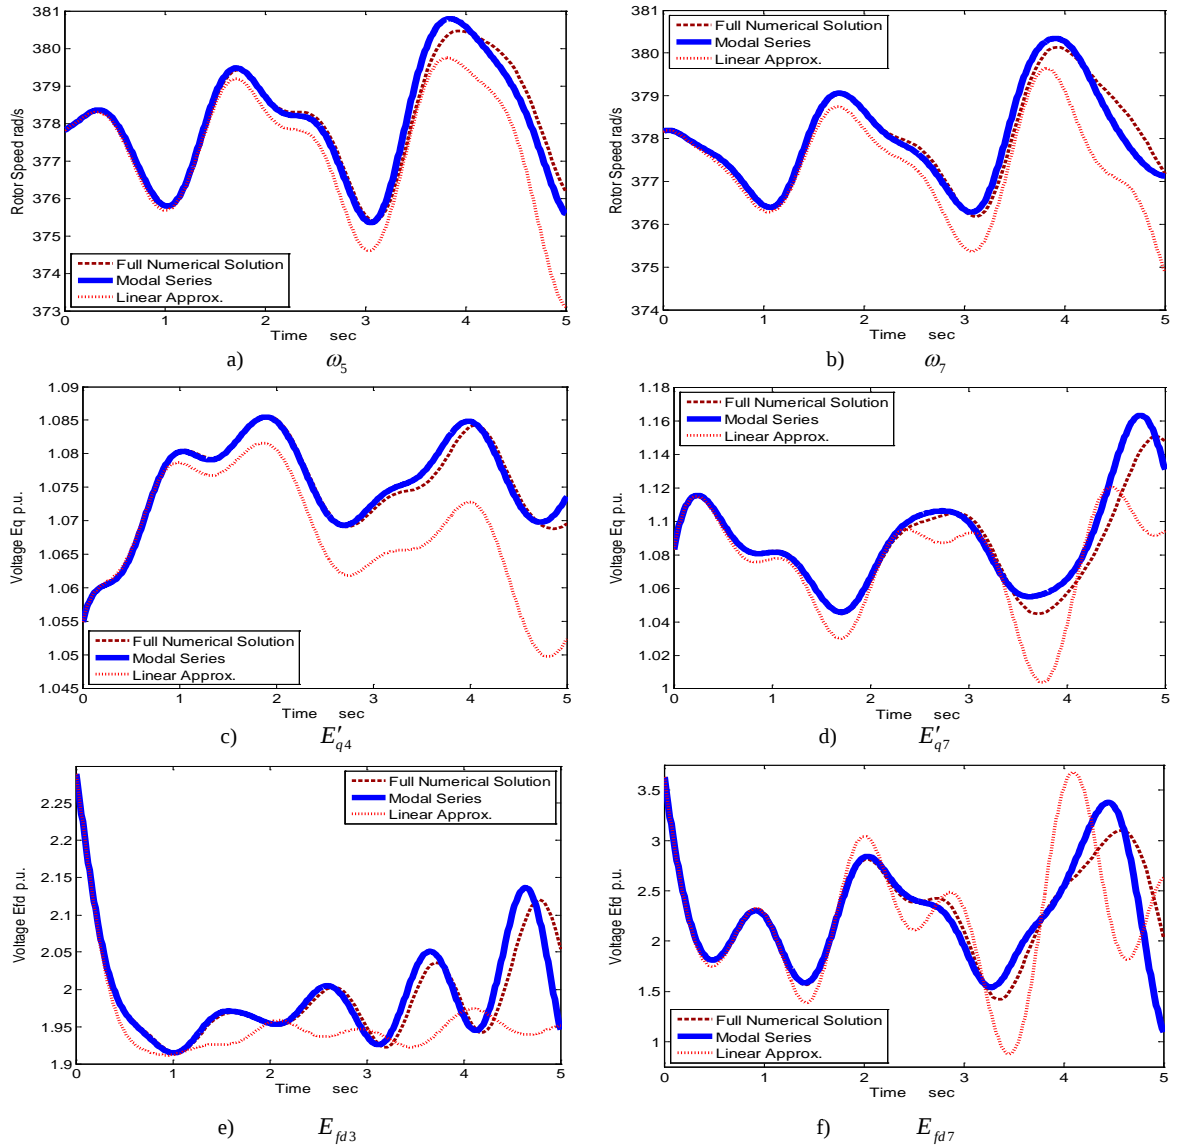 381
380
379
378
377
376
375
374
373
0 1 2 3 4 5
Rotor Speed rad/s
Time sec
Full Numerical Solution
Modal Series
Linear Approx.
a) ω5
381
380
379
378
377
376
375
374
0 1 2 3 4 5
Rotor Speed rad/s
Time sec
Full Numerical Solution
Modal Series
Linear Approx.
b) ω7
1.09
1.085
1.08
1.075
1.07
1.065
1.06
1.055
1.05
1.045
0 1 2 3 4 5
Voltage Eq p.u.
Time sec
Full Numerical Solution
Modal Series
Linear Approx.
c) E′q4
1.18
1.16
1.14
1.12
1.10
1.08
1.06
1.04
1.02
1
0 1 2 3 4 5
Voltage Eq p.u.
Time sec
Full Numerical Solution
Modal Series
Linear Approx.
d) E′q7
2.25
2.2
2.15
2.1
2.05
2
1.95
1.9
0 1 2 3 4 5
Voltage Efd p.u.
Time sec
Full Numerical Solution
Modal Series
Linear Approx.
e) Efd3
3.5
3
2.5
2
1.5
1
0 1 2 3 4 5
Voltage Efd p.u.
Time sec
Full Numerical Solution
Modal Series
Linear Approx.
f) Efd7